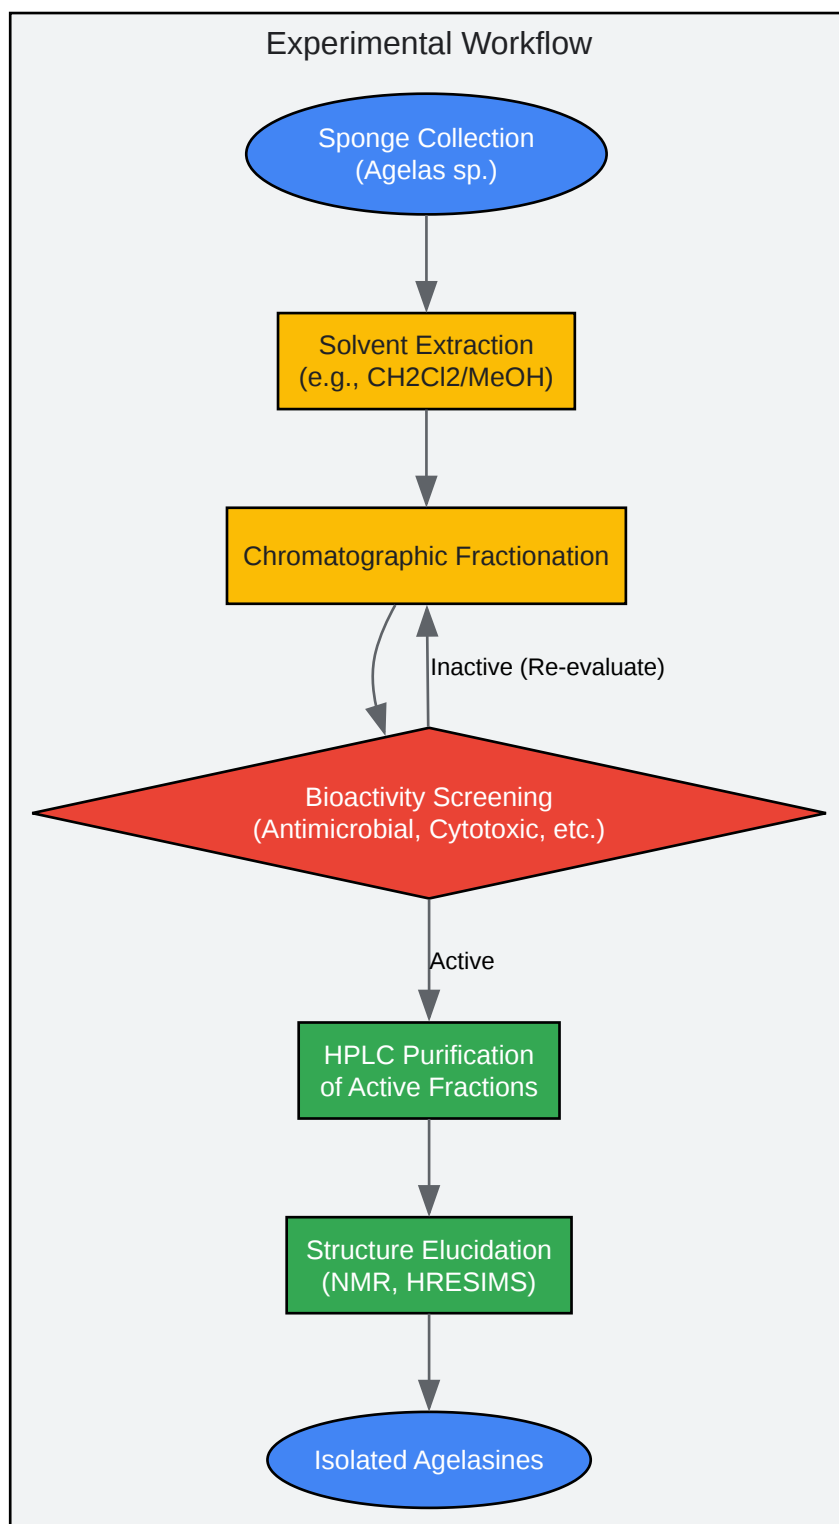 Experimental Workflow
Sponge Collection
(Agelas sp.)
Solvent Extraction
(e.g., CH2Cl2/MeOH)
Chromatographic Fractionation
Inactive (Re-evaluate)
Bioactivity Screening
(Antimicrobial, Cytotoxic, etc.)
Active
HPLC Purification
of Active Fractions
Structure Elucidation
(NMR, HRESIMS)
Isolated Agelasines